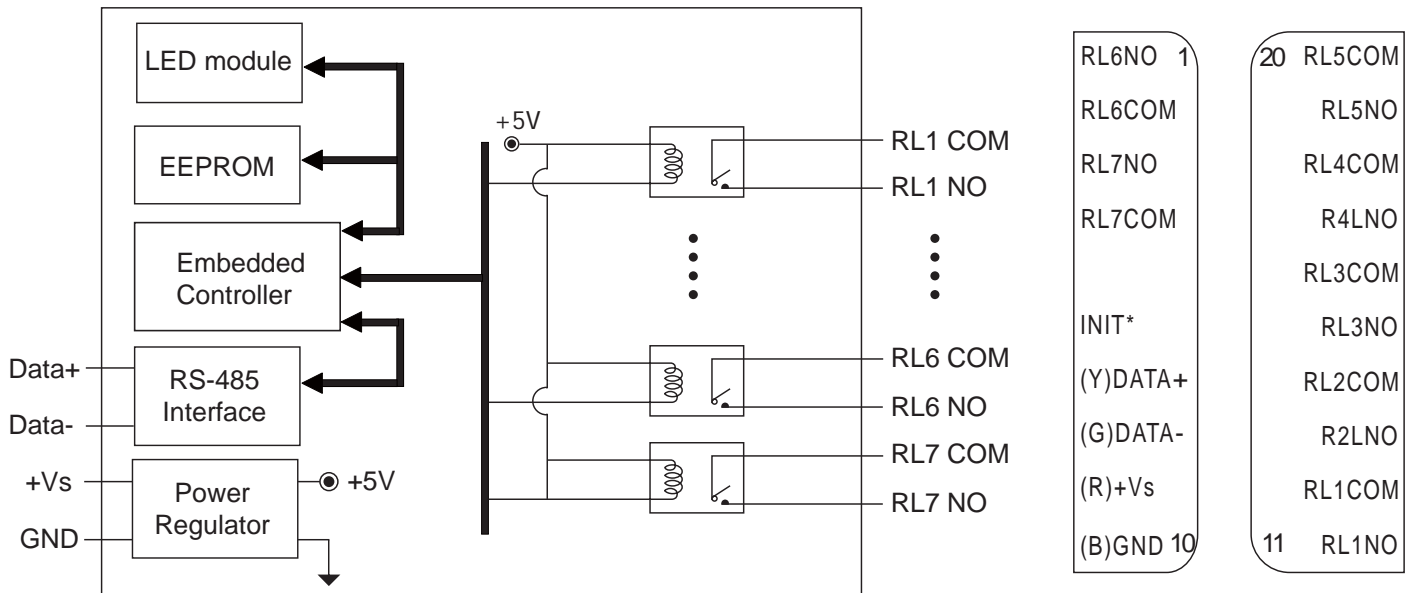 LED module
EEPROM
Embedded
Controller
Data+
RS-485
Interface
Data-
+Vs
Power
Regulator
+5V
GND
+5V
RL1 COM
RL1 NO
RL6 COM
RL6 NO
RL7 COM
RL7 NO
RL6NO 1
RL6COM
RL7NO
RL7COM
INIT*
(Y)DATA+
(G)DATA-
(R)+Vs
(B)GND 10
20 RL5COM
RL5NO
RL4COM
R4LNO
RL3COM
RL3NO
RL2COM
R2LNO
RL1COM
11 RL1NO